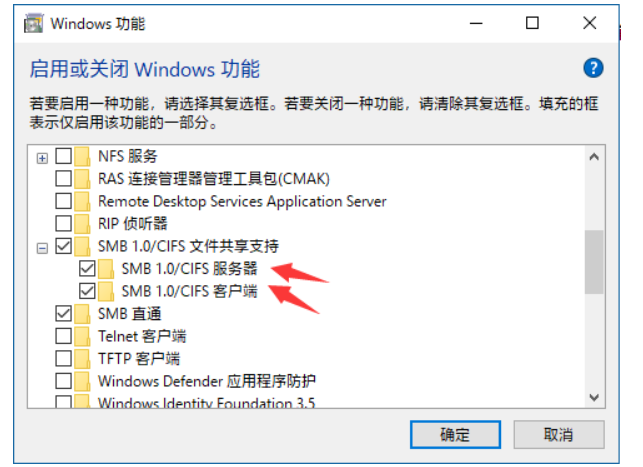 Windows 功能
启用或关闭 Windows 功能
若要启用一种功能，请选择其复选框。若要关闭一种功能，请清除其复选框。填充的框
表示仅启用该功能的一部分。
NFS 服务
RAS 连接管理器管理工具包(CMAK)
Remote Desktop Services Application Server
RIP 侦听器
SMB 1.0/CIFS 文件共享支持
SMB 1.0/CIFS 服务器
SMB 1.0/CIFS 客户端
SMB 直通
Telnet 客户端
TFTP 客户端
Windows Defender 应用程序防护
Windows Identity Foundation 3.5
确定 取消